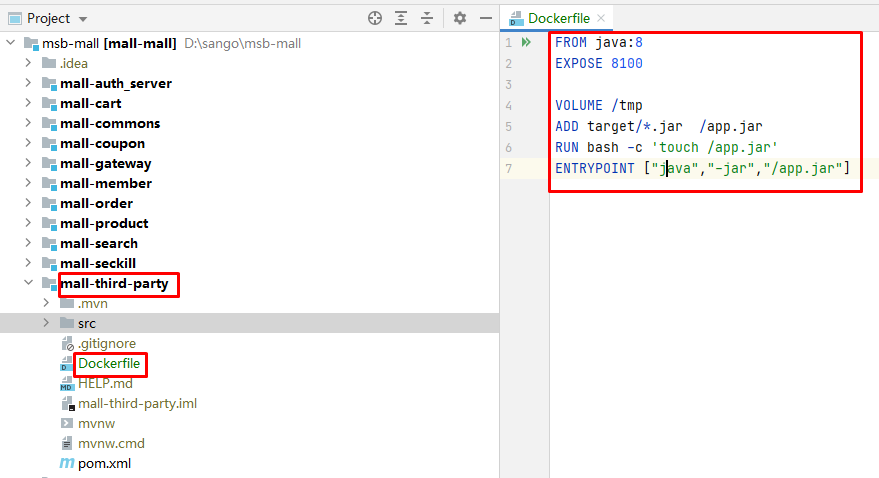 Project
msb-mall [mall-mall] D:\sango\msb-mall
.idea
mall-auth_server
mall-cart
mall-commons
mall-coupon
mall-gateway
mall-member
mall-order
mall-product
mall-search
mall-seckill
mall-third-party
.mvn
src
.gitignore
Dockerfile
HELP.md
mall-third-party.iml
mvnw
mvnw.cmd
pom.xml
Dockerfile
1 FROM java:8
2 EXPOSE 8100
3
4 VOLUME /tmp
5 ADD target/*.jar  /app.jar
6 RUN bash -c 'touch /app.jar'
7 ENTRYPOINT ["java","-jar","/app.jar"]